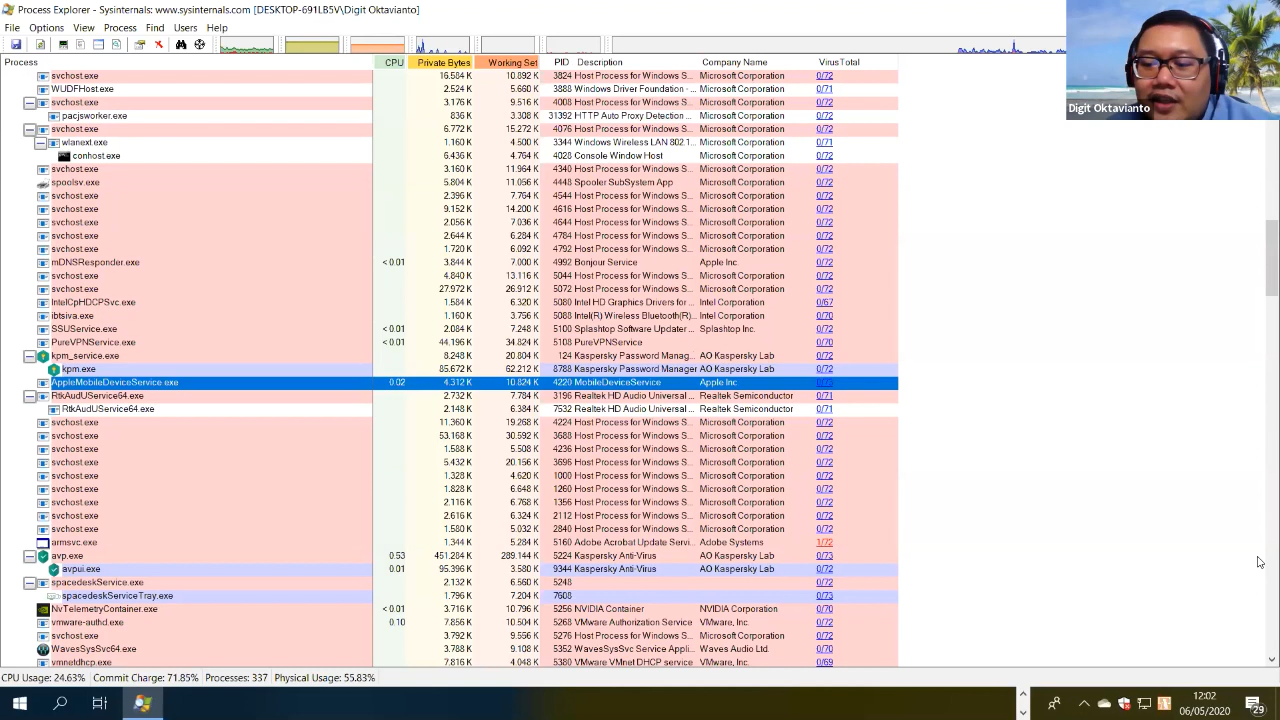 Process Explorer - Sysinternals: www.sysinternals.com [DESKTOP-691LB5V\Digit Oktavianto]
File Options View Process Find Users Help
Process CPU Private Bytes Working Set PID Description Company Name VirusTotal
svchost.exe 16.584 K 10.892 K 3824 Host Process for Windows S... Microsoft Corporation 0/72
WUDFHost.exe 2.524 K 5.660 K 3888 Windows Driver Foundation - ... Microsoft Corporation 0/71
svchost.exe 3.176 K 9.516 K 4008 Host Process for Windows S... Microsoft Corporation 0/72
pacjsworker.exe 836 K 3.308 K 31392 HTTP Auto Proxy Detection ... Microsoft Corporation 0/72
svchost.exe 6.772 K 15.272 K 4076 Host Process for Windows S... Microsoft Corporation 0/72
wlanext.exe 1.160 K 4.500 K 3344 Windows Wireless LAN 802.1... Microsoft Corporation 0/71
conhost.exe 6.436 K 4.764 K 4028 Console Window Host Microsoft Corporation 0/72
svchost.exe 3.160 K 11.964 K 4340 Host Process for Windows S... Microsoft Corporation 0/72
spoolsv.exe 5.804 K 11.056 K 4448 Spooler SubSystem App Microsoft Corporation 0/72
svchost.exe 2.396 K 7.764 K 4544 Host Process for Windows S... Microsoft Corporation 0/72
svchost.exe 9.152 K 14.200 K 4616 Host Process for Windows S... Microsoft Corporation 0/72
svchost.exe 2.056 K 7.036 K 4644 Host Process for Windows S... Microsoft Corporation 0/72
svchost.exe 2.644 K 6.284 K 4784 Host Process for Windows S... Microsoft Corporation 0/72
svchost.exe 1.720 K 6.092 K 4792 Host Process for Windows S... Microsoft Corporation 0/72
mDNSResponder.exe < 0.01 3.844 K 7.000 K 4992 Bonjour Service Apple Inc. 0/72
svchost.exe 4.840 K 13.116 K 5044 Host Process for Windows S... Microsoft Corporation 0/72
svchost.exe 27.972 K 26.912 K 5072 Host Process for Windows S... Microsoft Corporation 0/72
IntelCpHDCPSvc.exe 1.584 K 6.320 K 5080 Intel HD Graphics Drivers for ... Intel Corporation 0/67
ibtsiva.exe 1.160 K 3.756 K 5088 Intel(R) Wireless Bluetooth(R)... Intel Corporation 0/70
SSUService.exe < 0.01 2.084 K 7.248 K 5100 Splashtop Software Updater ... Splashtop Inc. 0/72
PureVPNService.exe < 0.01 44.196 K 34.824 K 5108 PureVPNService 0/70
kpm_service.exe 8.248 K 20.804 K 124 Kaspersky Password Manag... AO Kaspersky Lab 0/72
kpm.exe 85.672 K 62.212 K 8788 Kaspersky Password Manager AO Kaspersky Lab 0/72
AppleMobileDeviceService.exe 0.02 4.312 K 10.824 K 4220 MobileDeviceService Apple Inc.
RtkAudUService64.exe 2.732 K 7.784 K 3196 Realtek HD Audio Universal ... Realtek Semiconductor 0/71
RtkAudUService64.exe 2.148 K 6.384 K 7532 Realtek HD Audio Universal ... Realtek Semiconductor 0/71
svchost.exe 11.360 K 19.268 K 4224 Host Process for Windows S... Microsoft Corporation 0/72
svchost.exe 53.168 K 30.592 K 3688 Host Process for Windows S... Microsoft Corporation 0/72
svchost.exe 1.588 K 5.508 K 4236 Host Process for Windows S... Microsoft Corporation 0/72
svchost.exe 5.432 K 20.156 K 3696 Host Process for Windows S... Microsoft Corporation 0/72
svchost.exe 1.328 K 4.620 K 1000 Host Process for Windows S... Microsoft Corporation 0/72
svchost.exe 1.828 K 6.648 K 1260 Host Process for Windows S... Microsoft Corporation 0/72
svchost.exe 2.116 K 6.768 K 1356 Host Process for Windows S... Microsoft Corporation 0/72
svchost.exe 2.616 K 6.324 K 2112 Host Process for Windows S... Microsoft Corporation 0/72
svchost.exe 1.580 K 5.032 K 2840 Host Process for Windows S... Microsoft Corporation 0/72
armsvc.exe 1.344 K 5.284 K 5160 Adobe Acrobat Update Servi... Adobe Systems 1/72
avp.exe 0.53 451.284 K 289.144 K 5224 Kaspersky Anti-Virus AO Kaspersky Lab 0/73
avpui.exe 0.01 95.396 K 3.580 K 9344 Kaspersky Anti-Virus AO Kaspersky Lab 0/72
spacedeskService.exe 2.132 K 6.560 K 5248 0/72
spacedeskServiceTray.exe 1.796 K 7.204 K 7608 0/73
NvTelemetryContainer.exe < 0.01 3.716 K 10.796 K 5256 NVIDIA Container NVIDIA Corporation 0/70
vmware-authd.exe 0.10 7.856 K 10.504 K 5268 VMware Authorization Service VMware, Inc. 0/72
svchost.exe 3.792 K 9.556 K 5276 Host Process for Windows S... Microsoft Corporation 0/72
WavesSysSvc64.exe 3.788 K 9.108 K 5352 WavesSysSvc Service Appli... Waves Audio Ltd. 0/70
vmnetdhcp.exe 7.816 K 4.048 K 5380 VMware VMnet DHCP service VMware, Inc. 0/69
CPU Usage: 24.63% Commit Charge: 71.85% Processes: 337 Physical Usage: 55.83%
12:02
06/05/2020
29
Digit Oktavianto